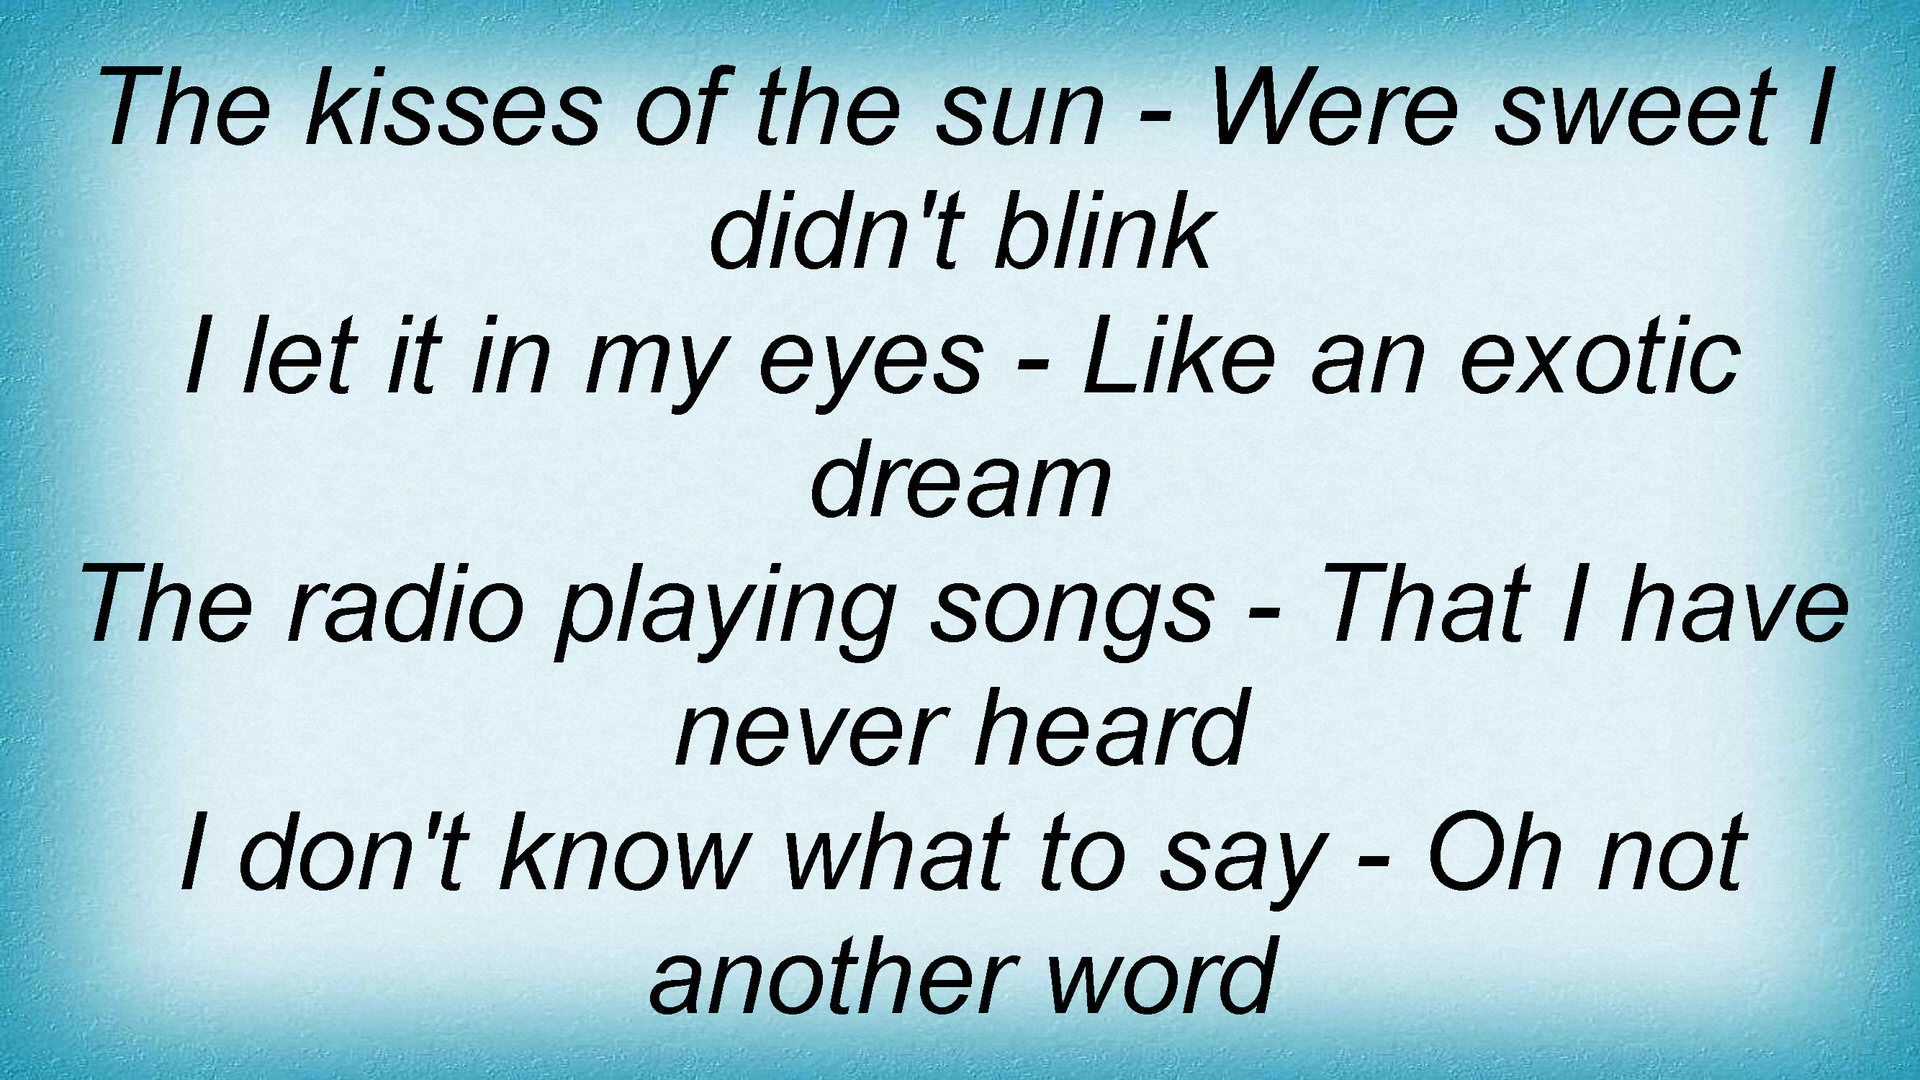 The kisses of the sun - Were sweet I
didn't blink
I let it in my eyes - Like an exotic
dream
The radio playing songs - That I have
never heard
I don't know what to say - Oh not
another word